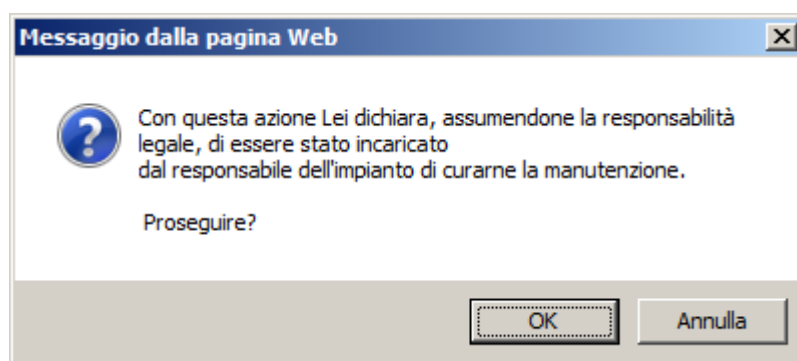 Messaggio dalla pagina Web
Con questa azione Lei dichiara, assumendone la responsabilità
legale, di essere stato incaricato
dal responsabile dell'impianto di curarne la manutenzione.
Proseguire?
OK
Annulla